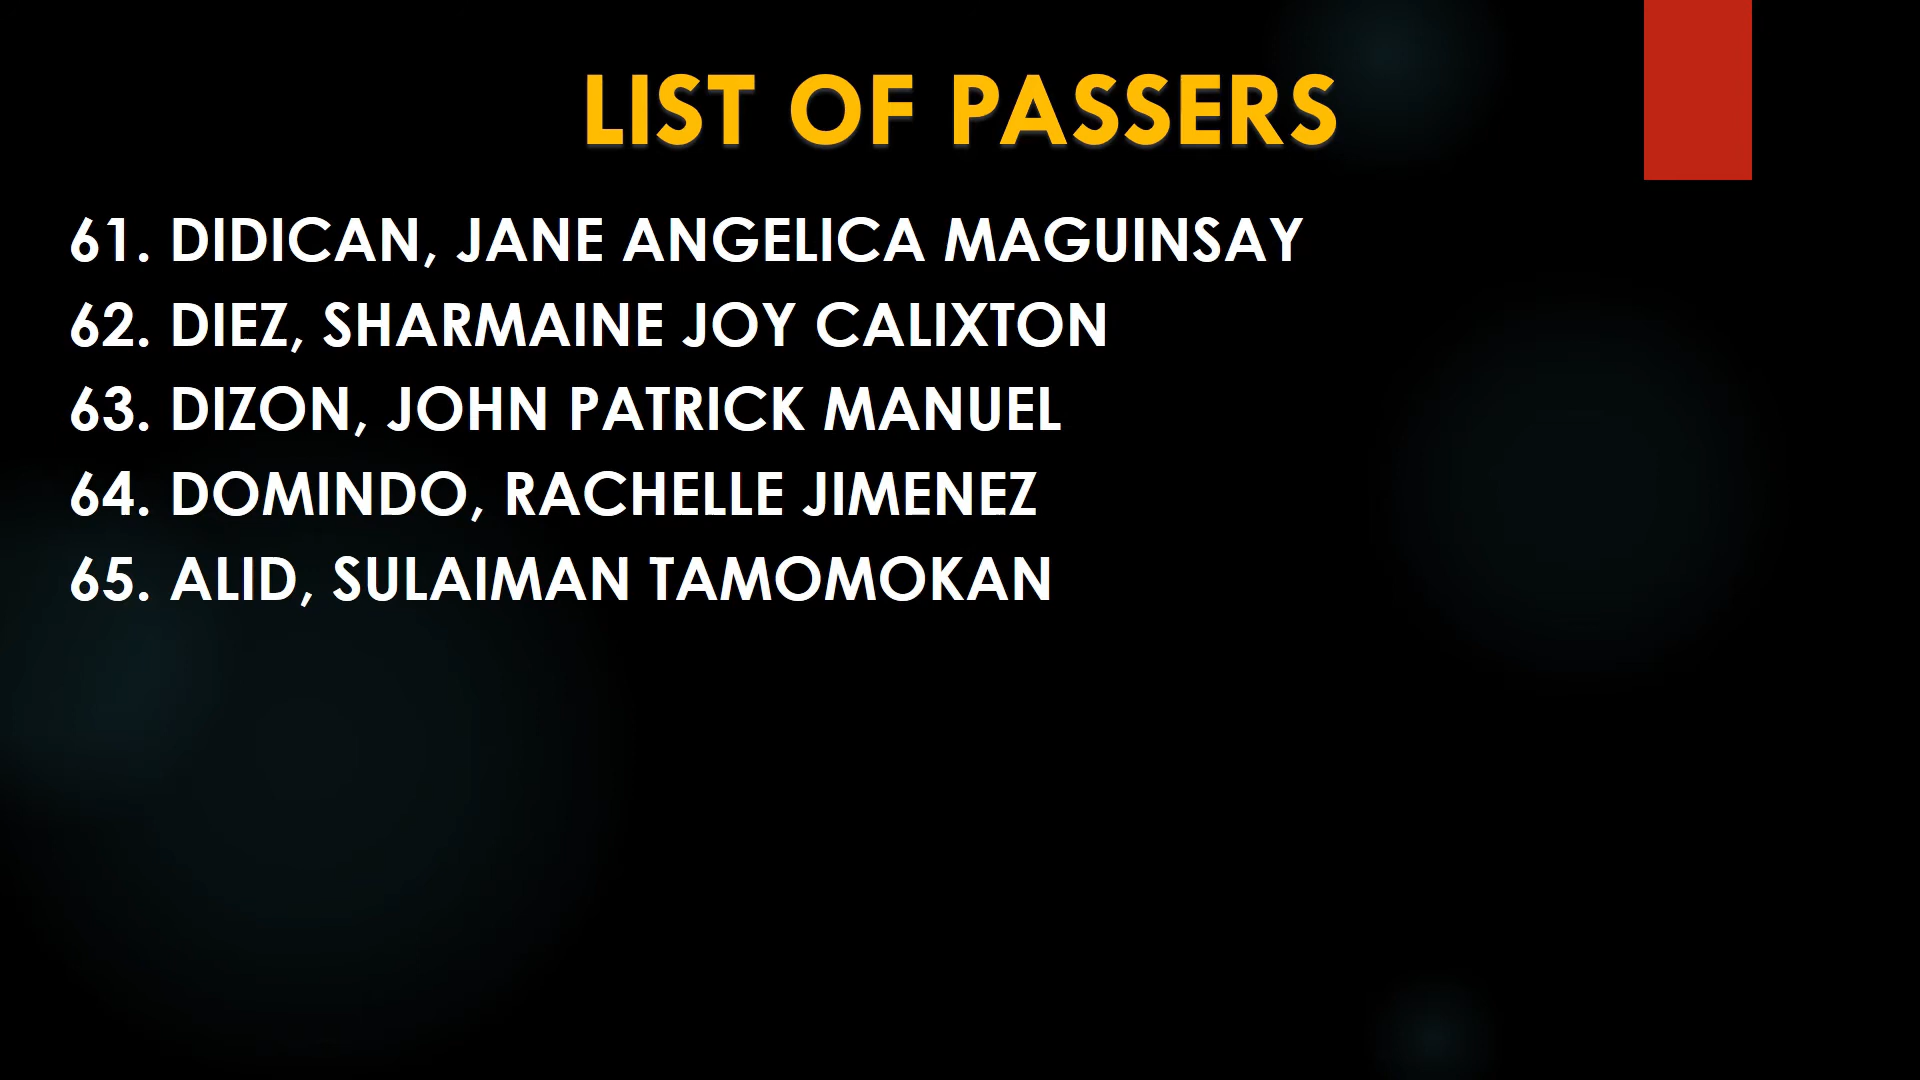 LIST OF PASSERS
61. DIDICAN, JANE ANGELICA MAGUINSAY
62. DIEZ, SHARMAINE JOY CALIXTON
63. DIZON, JOHN PATRICK MANUEL
64. DOMINDO, RACHELLE JIMENEZ
65. ALID, SULAIMAN TAMOMOKAN